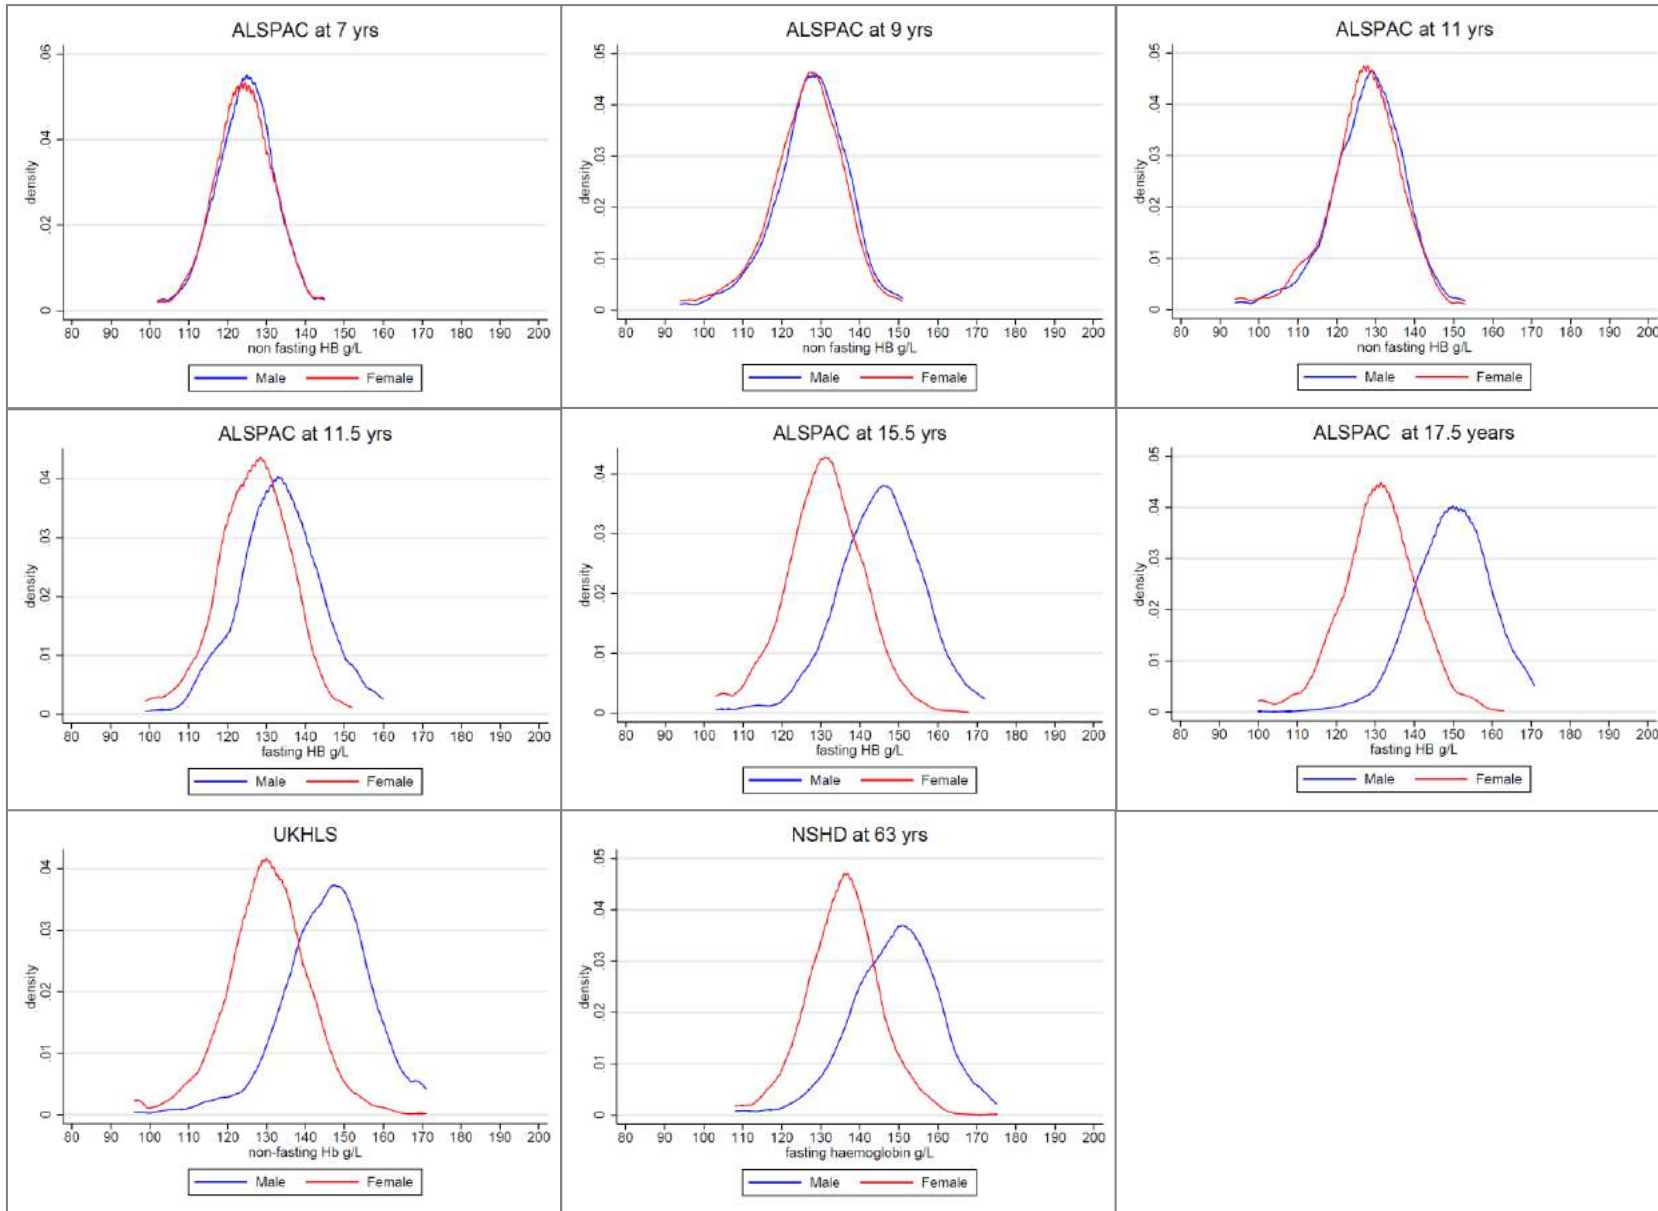 ALSPAC at 7 yrs
density
0 .02 .04 .06
80 90 100 110 120 130 140 150 160 170 180 190 200
non fasting HB g/L
Male Female
ALSPAC at 9 yrs
density
0 .01 .02 .03 .04 .05
80 90 100 110 120 130 140 150 160 170 180 190 200
non fasting HB g/L
Male Female
ALSPAC at 11 yrs
density
0 .01 .02 .03 .04 .05
80 90 100 110 120 130 140 150 160 170 180 190 200
non fasting HB g/L
Male Female
ALSPAC at 11.5 yrs
density
0 .01 .02 .03 .04
80 90 100 110 120 130 140 150 160 170 180 190 200
fasting HB g/L
Male Female
ALSPAC at 15.5 yrs
density
0 .01 .02 .03 .04
80 90 100 110 120 130 140 150 160 170 180 190 200
fasting HB g/L
Male Female
ALSPAC at 17.5 years
density
0 .01 .02 .03 .04 .05
80 90 100 110 120 130 140 150 160 170 180 190 200
fasting HB g/L
Male Female
UKHLS
density
0 .01 .02 .03 .04
80 90 100 110 120 130 140 150 160 170 180 190 200
non-fasting Hb g/L
Male Female
NSHD at 63 yrs
density
0 .01 .02 .03 .04 .05
80 90 100 110 120 130 140 150 160 170 180 190 200
fasting haemoglobin g/L
Male Female